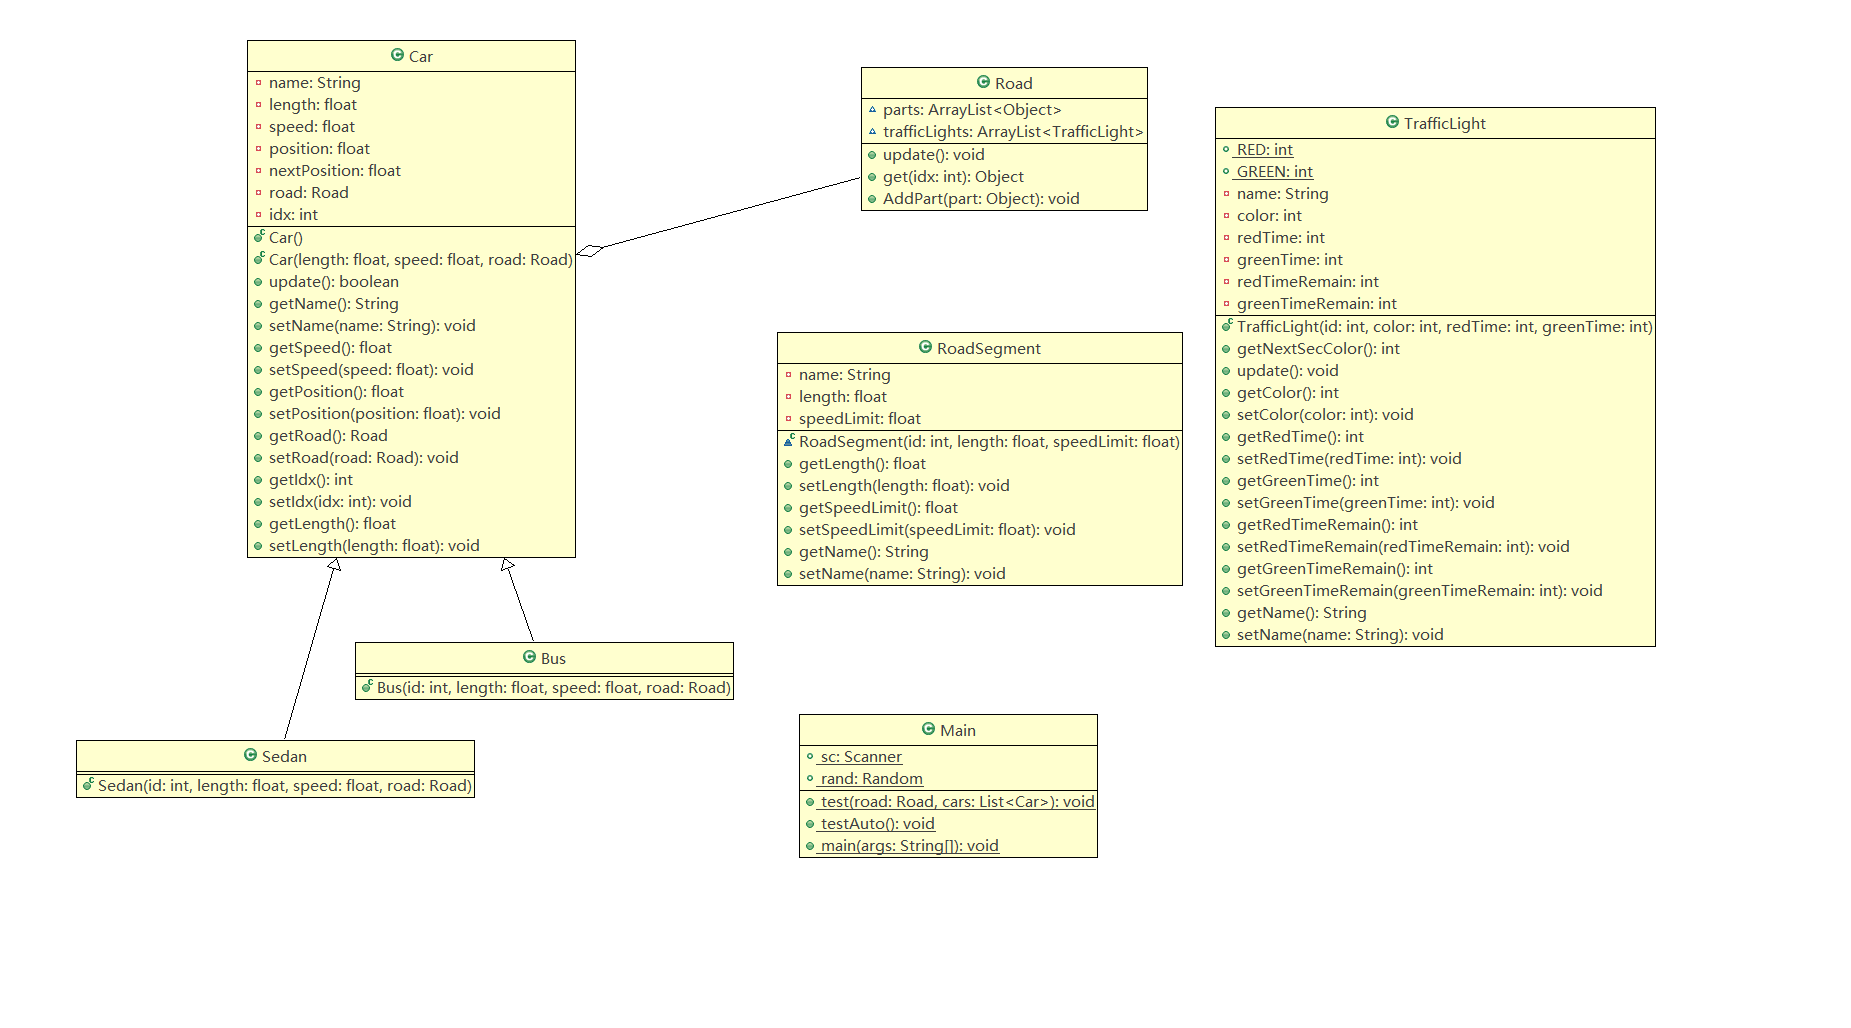 Car
name: String
length: float
speed: float
position: float
nextPosition: float
road: Road
idx: int
Car()
Car(length: float, speed: float, road: Road)
update(): boolean
getName(): String
setName(name: String): void
getSpeed(): float
setSpeed(speed: float): void
getPosition(): float
setPosition(position: float): void
getRoad(): Road
setRoad(road: Road): void
getIdx(): int
setIdx(idx: int): void
getLength(): float
setLength(length: float): void
Road
parts: ArrayList<Object>
trafficLights: ArrayList<TrafficLight>
update(): void
get(idx: int): Object
AddPart(part: Object): void
TrafficLight
RED: int
GREEN: int
name: String
color: int
redTime: int
greenTime: int
redTimeRemain: int
greenTimeRemain: int
TrafficLight(id: int, color: int, redTime: int, greenTime: int)
getNextSecColor(): int
update(): void
getColor(): int
setColor(color: int): void
getRedTime(): int
setRedTime(redTime: int): void
getGreenTime(): int
setGreenTime(greenTime: int): void
getRedTimeRemain(): int
setRedTimeRemain(redTimeRemain: int): void
getGreenTimeRemain(): int
setGreenTimeRemain(greenTimeRemain: int): void
getName(): String
setName(name: String): void
RoadSegment
name: String
length: float
speedLimit: float
RoadSegment(id: int, length: float, speedLimit: float)
getLength(): float
setLength(length: float): void
getSpeedLimit(): float
setSpeedLimit(speedLimit: float): void
getName(): String
setName(name: String): void
Bus
Bus(id: int, length: float, speed: float, road: Road)
Sedan
Sedan(id: int, length: float, speed: float, road: Road)
Main
sc: Scanner
rand: Random
test(road: Road, cars: List<Car>): void
testAuto(): void
main(args: String[]): void